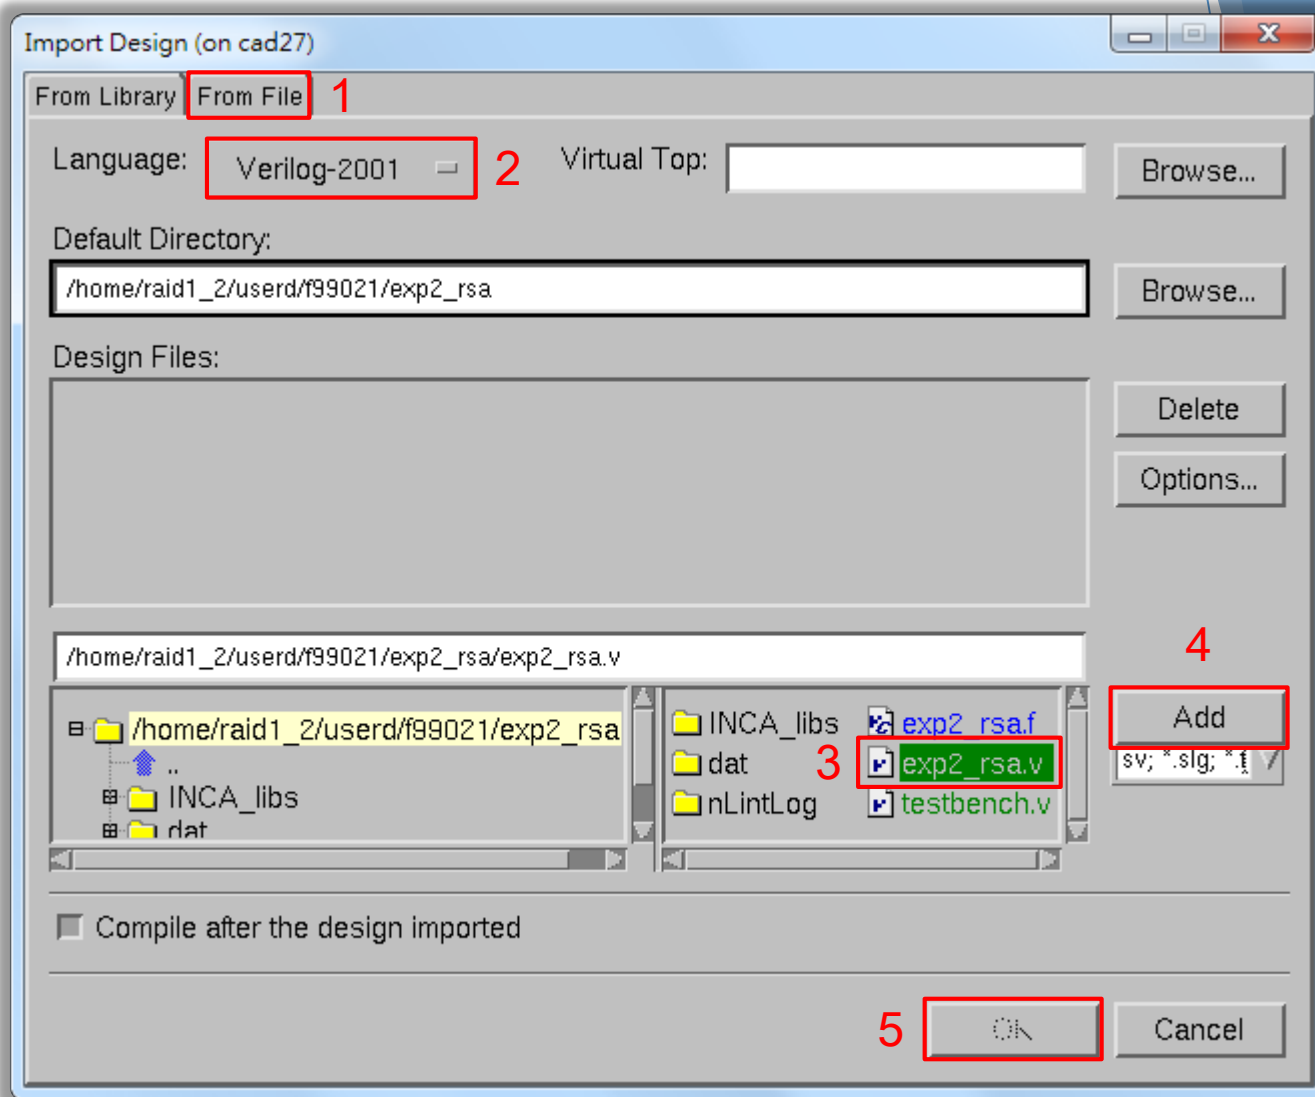 Import Design (on cad27)
From Library From File 1
Language: Verilog-2001 2 Virtual Top: Browse...
Default Directory:
/home/raid1_2/userd/f99021/exp2_rsa Browse...
Design Files:
Delete
Options...
4
/home/raid1_2/userd/f99021/exp2_rsa/exp2_rsa.v
Add
sv; *.slg; *.
/home/raid1_2/userd/f99021/exp2_rsa
..
INCA_libs
dat
INCA_libs exp2_rsa.f
dat 3 exp2_rsa.v
nLintLog testbench.v
Compile after the design imported
5 OK Cancel